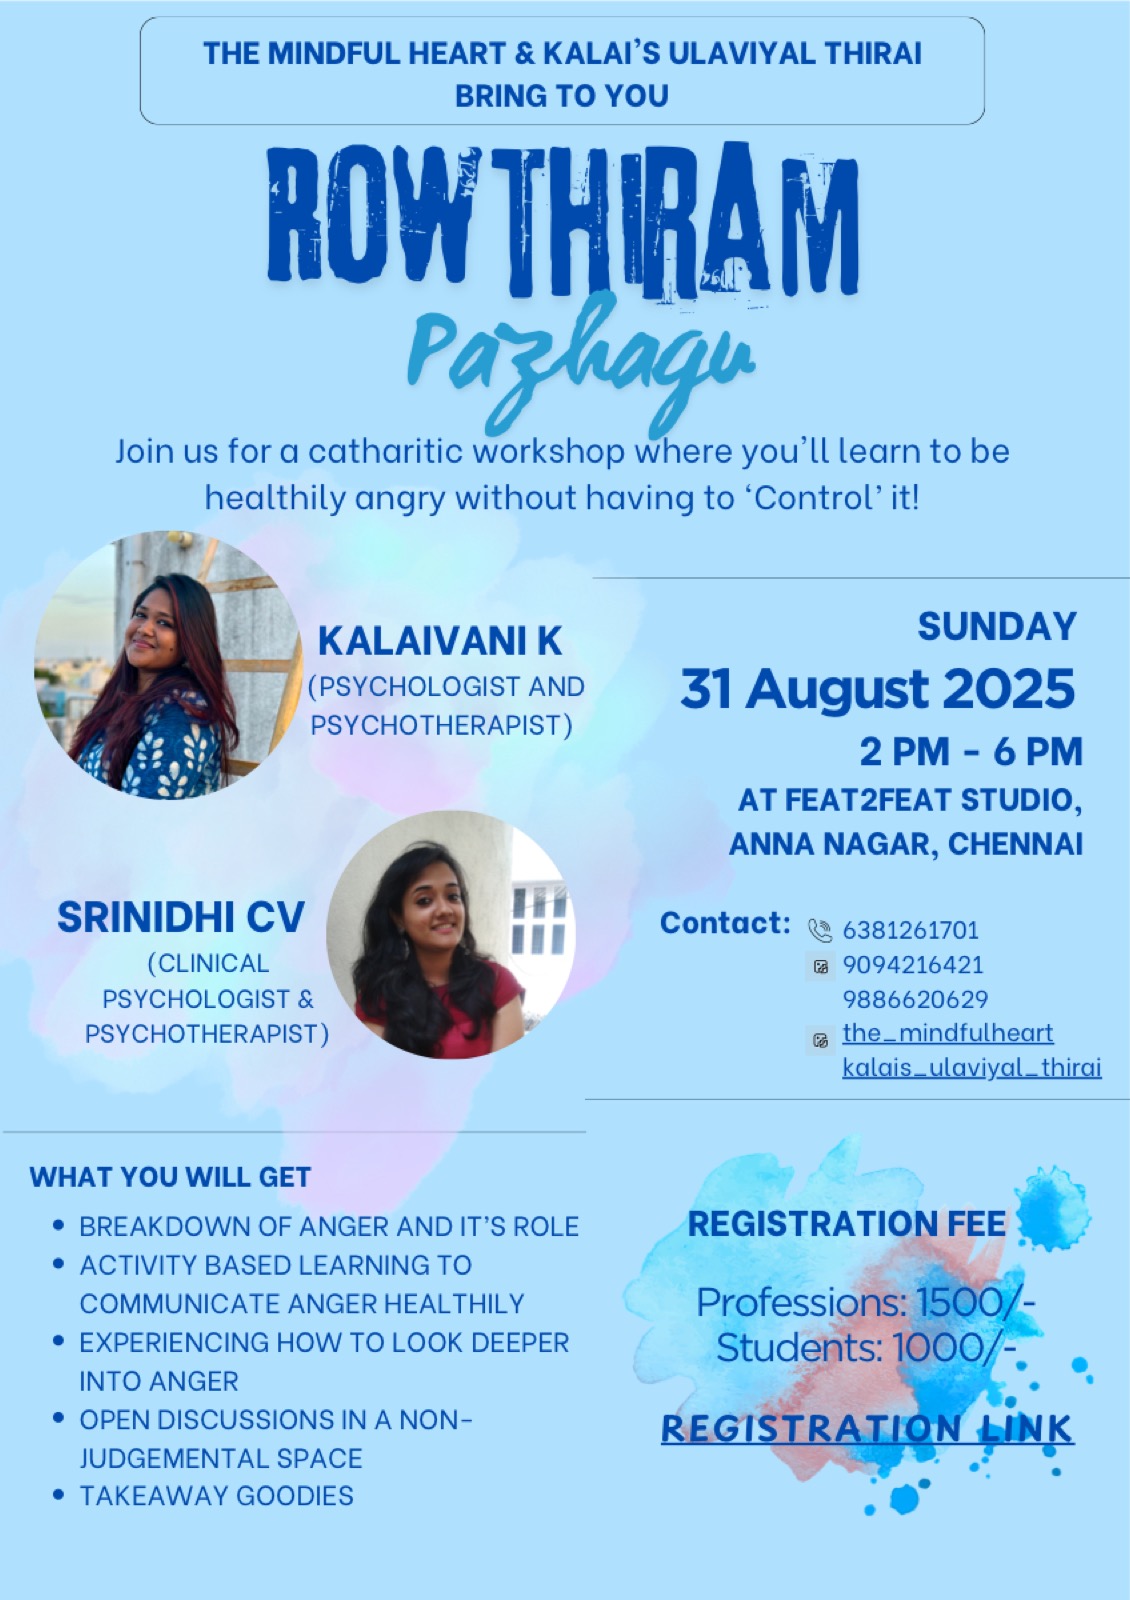 THE MINDFUL HEART & KALAI'S ULAVIYAL THIRAI
BRING TO YOU
ROWTHIRAM
Pazhagu
Join us for a catharitic workshop where you'll learn to be
healthily angry without having to ‘Control’ it!
KALAIVANI K
(PSYCHOLOGIST AND
PSYCHOTHERAPIST)
SRINIDHI CV
(CLINICAL
PSYCHOLOGIST &
PSYCHOTHERAPIST)
SUNDAY
31 August 2025
2 PM - 6 PM
AT FEAT2FEAT STUDIO,
ANNA NAGAR, CHENNAI
Contact: 6381261701
9094216421
9886620629
the_mindfulheart
kalais_ulaviyal_thirai
WHAT YOU WILL GET
• BREAKDOWN OF ANGER AND IT'S ROLE
• ACTIVITY BASED LEARNING TO
COMMUNICATE ANGER HEALTHILY
• EXPERIENCING HOW TO LOOK DEEPER
INTO ANGER
• OPEN DISCUSSIONS IN A NON-
JUDGEMENTAL SPACE
• TAKEAWAY GOODIES
REGISTRATION FEE
Professions: 1500/-
Students: 1000/-
REGISTRATION LINK